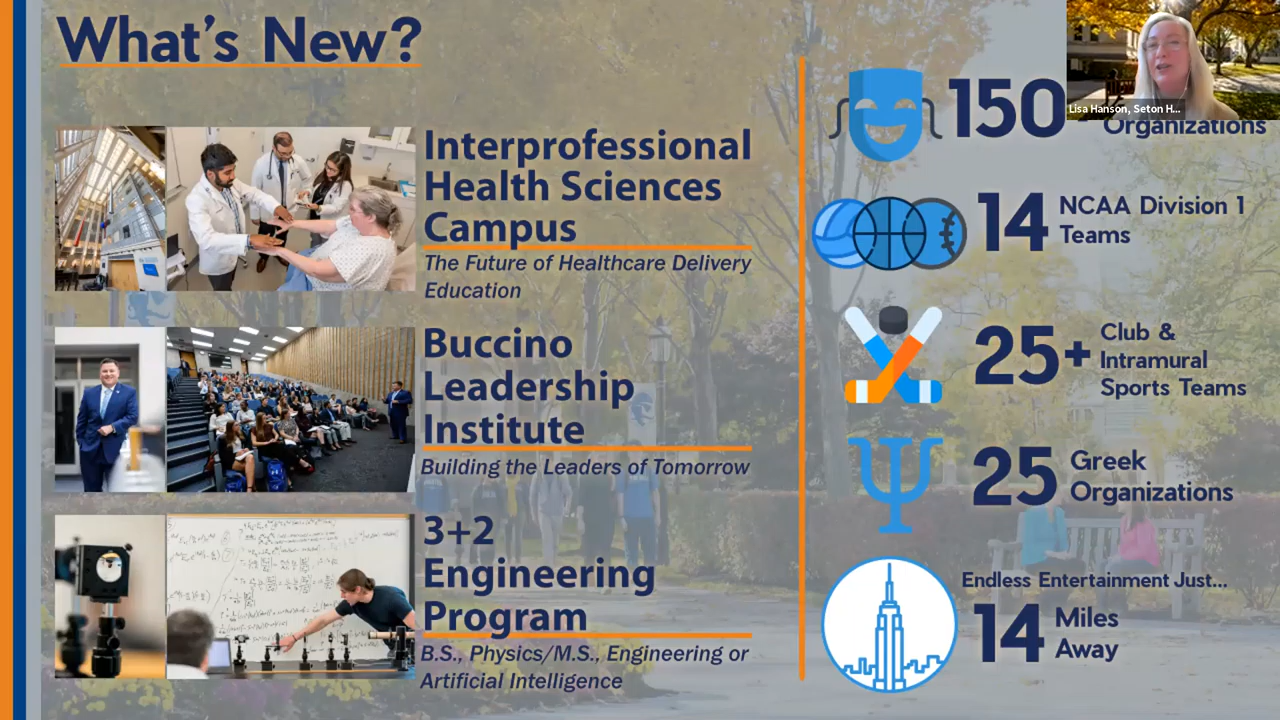 What's New?
Interprofessional
Health Sciences
Campus
The Future of Healthcare Delivery
Education
Buccino
Leadership
Institute
Building the Leaders of Tomorrow
3+2
Engineering
Program
B.S., Physics/M.S., Engineering or
Artificial Intelligence
150
Organizations
Lisa Hanson, Seton H...
14 NCAA Division 1
Teams
25+ Club &
Intramural
Sports Teams
25 Greek
Organizations
Endless Entertainment Just...
14 Miles
Away